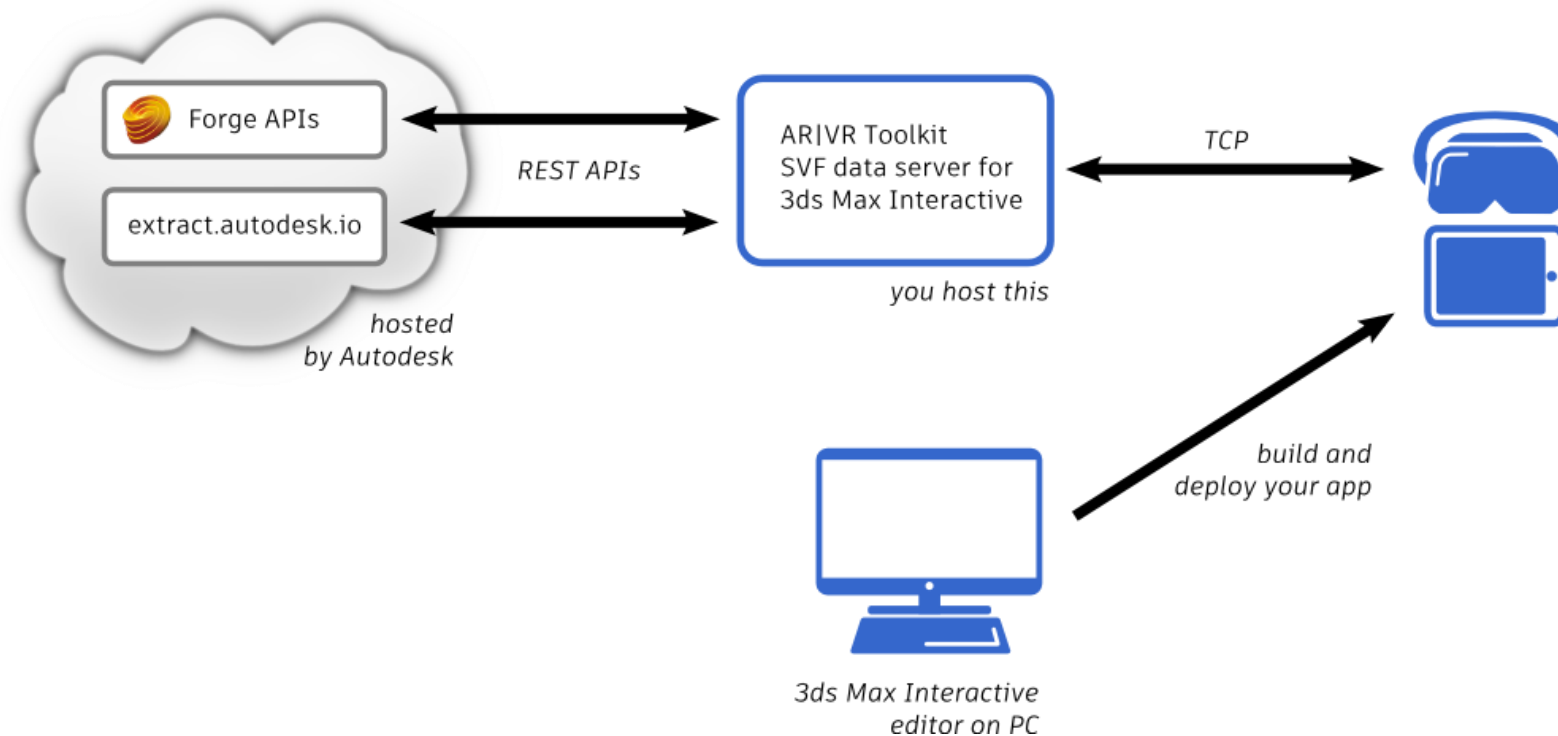 Forge APIs
extract.autodesk.io
hosted
by Autodesk
REST APIs
AR|VR Toolkit
SVF data server for
3ds Max Interactive
you host this
TCP
build and
deploy your app
3ds Max Interactive
editor on PC